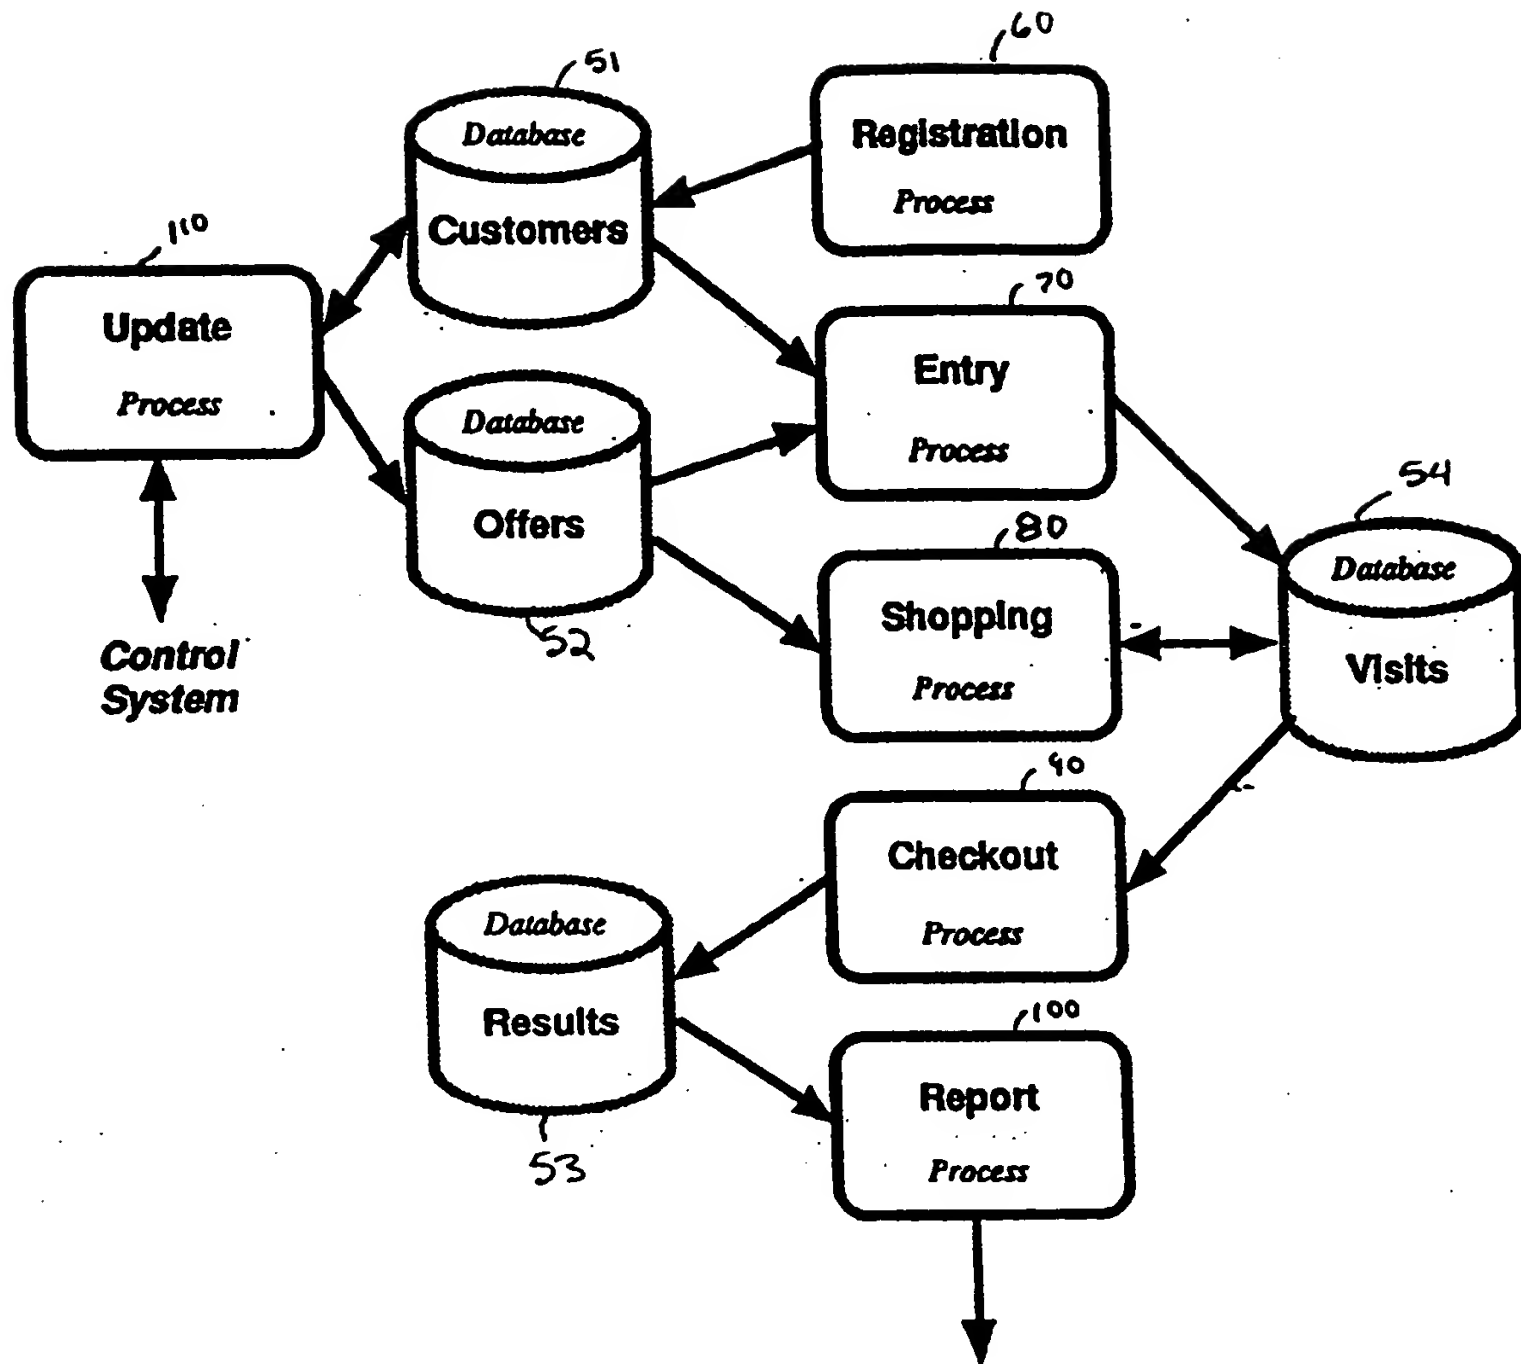 60
51
Database
Registration
Process
Customers
110
Update
Process
70
Entry
Process
Database
Offers
52
54
Database
Visits
80
Shopping
Process
Control
System
90
Checkout
Process
Database
Results
53
100
Report
Process